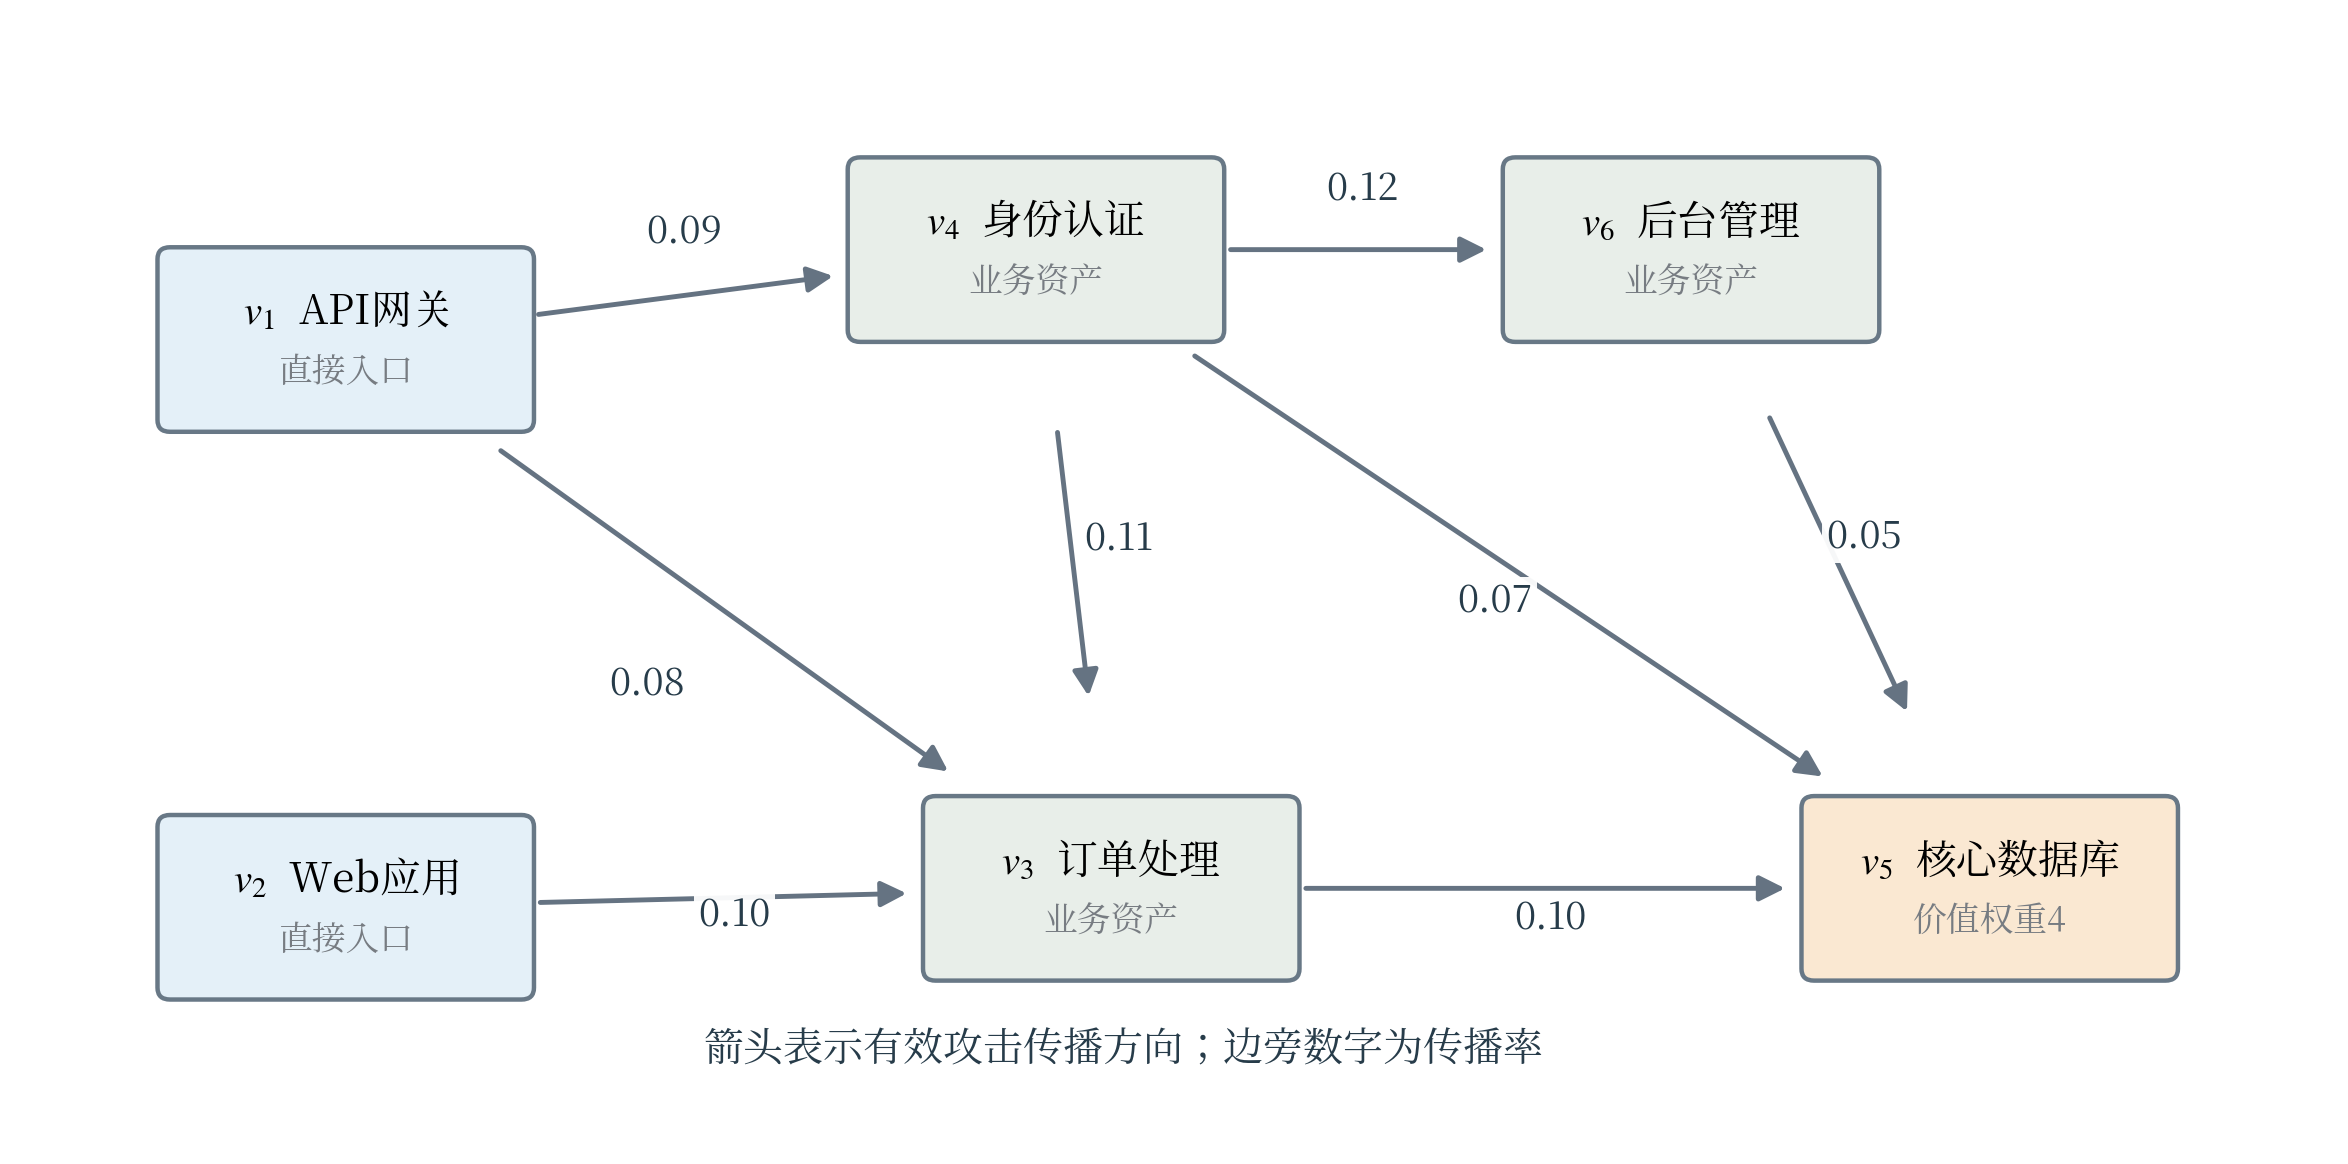 v4 身份认证
业务资产
0.12
v6 后台管理
业务资产
0.09
v1 API网关
直接入口
0.11
0.05
0.07
0.08
v2 Web应用
直接入口
0.10
v3 订单处理
业务资产
0.10
v5 核心数据库
价值权重4
箭头表示有效攻击传播方向；边旁数字为传播率